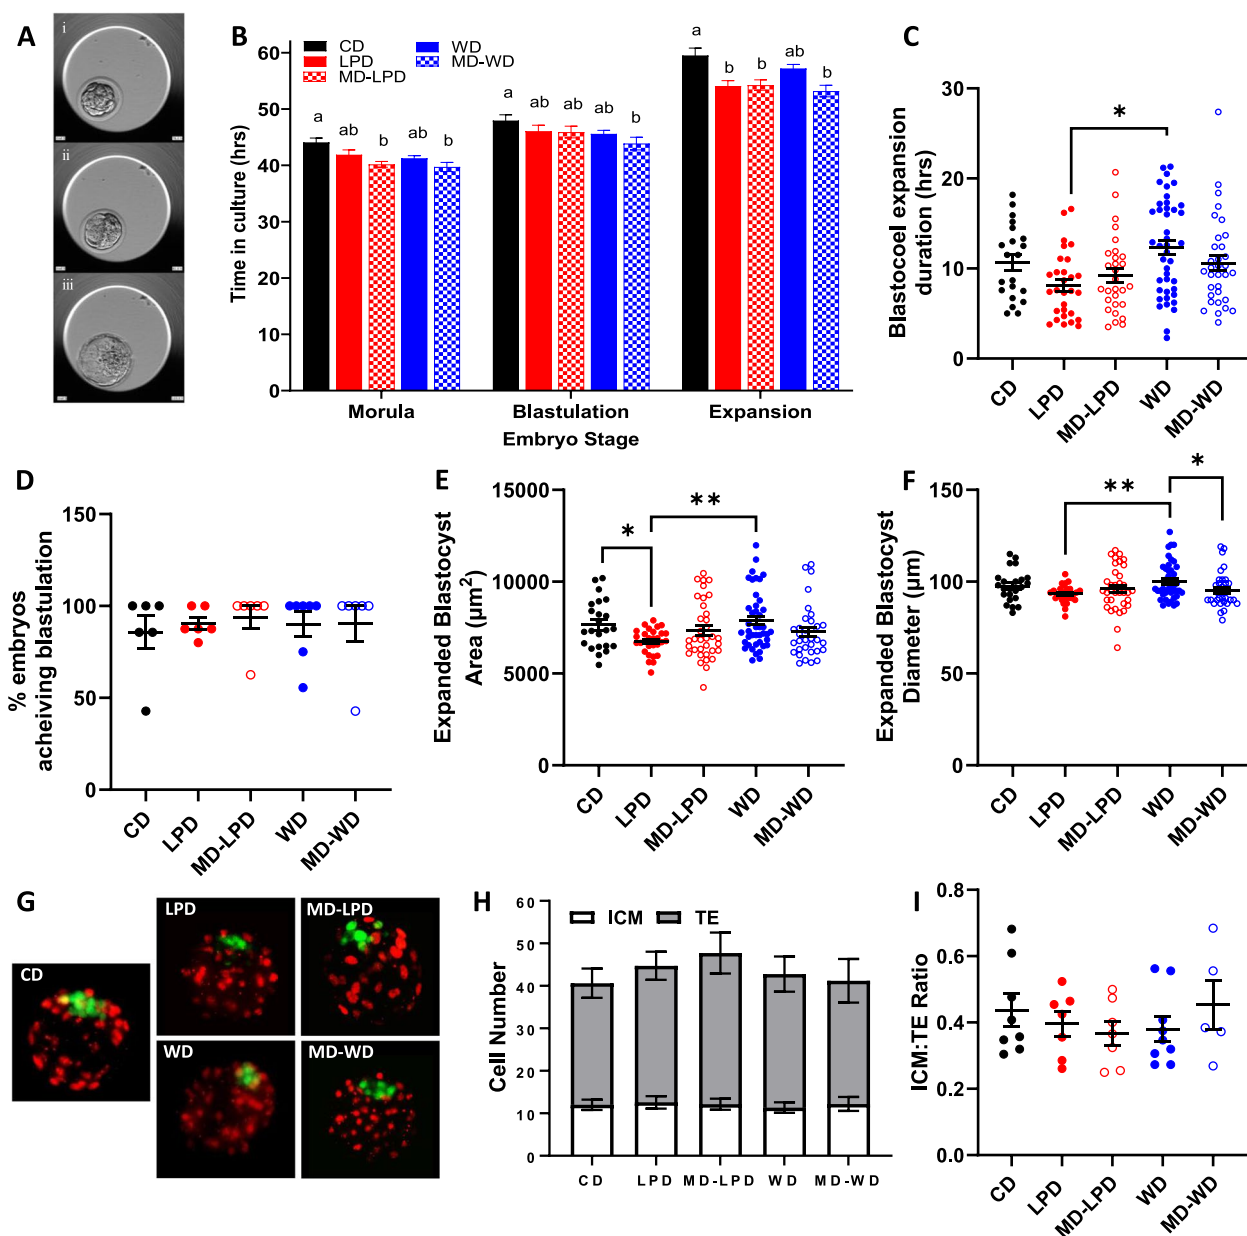 A
i
ii
iii
B
CD
LPD
MD-LPD
WD
MD-WD
Time in culture (hrs)
60
40
20
0
a
ab
b
ab
b
a
ab
ab
ab
b
a
b
b
ab
b
Morula
Blastulation
Expansion
Embryo Stage
C
Blastocoel expansion
duration (hrs)
30
20
10
0
*
CD
LPD
MD-LPD
WD
MD-WD
D
% embryos
acheiving blastulation
150
100
50
0
CD
LPD
MD-LPD
WD
MD-WD
E
Expanded Blastocyst
Area (µm²)
15000
10000
5000
0
*
**
CD
LPD
MD-LPD
WD
MD-WD
F
Expanded Blastocyst
Diameter (µm)
150
100
50
0
**
*
CD
LPD
MD-LPD
WD
MD-WD
G
CD
LPD
MD-LPD
WD
MD-WD
H
ICM
TE
Cell Number
60
50
40
30
20
10
0
CD
LPD
MD-LPD
WD
MD-WD
I
ICM:TE Ratio
0.8
0.6
0.4
0.2
0.0
CD
LPD
MD-LPD
WD
MD-WD